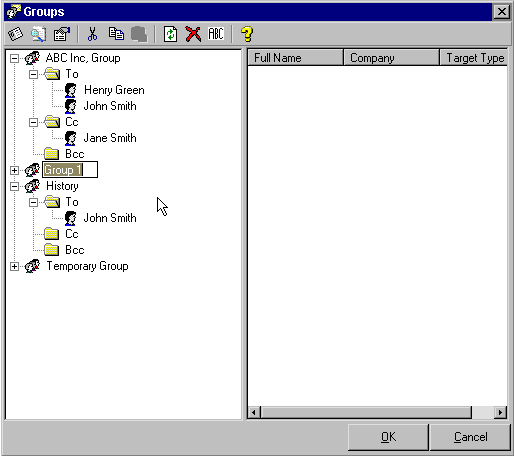 Groups
ABC
?
Full Name Company Target Type
ABC Inc, Group
To
Henry Green
John Smith
Cc
Jane Smith
Bcc
Group 1
History
To
John Smith
Cc
Bcc
Temporary Group
OK Cancel